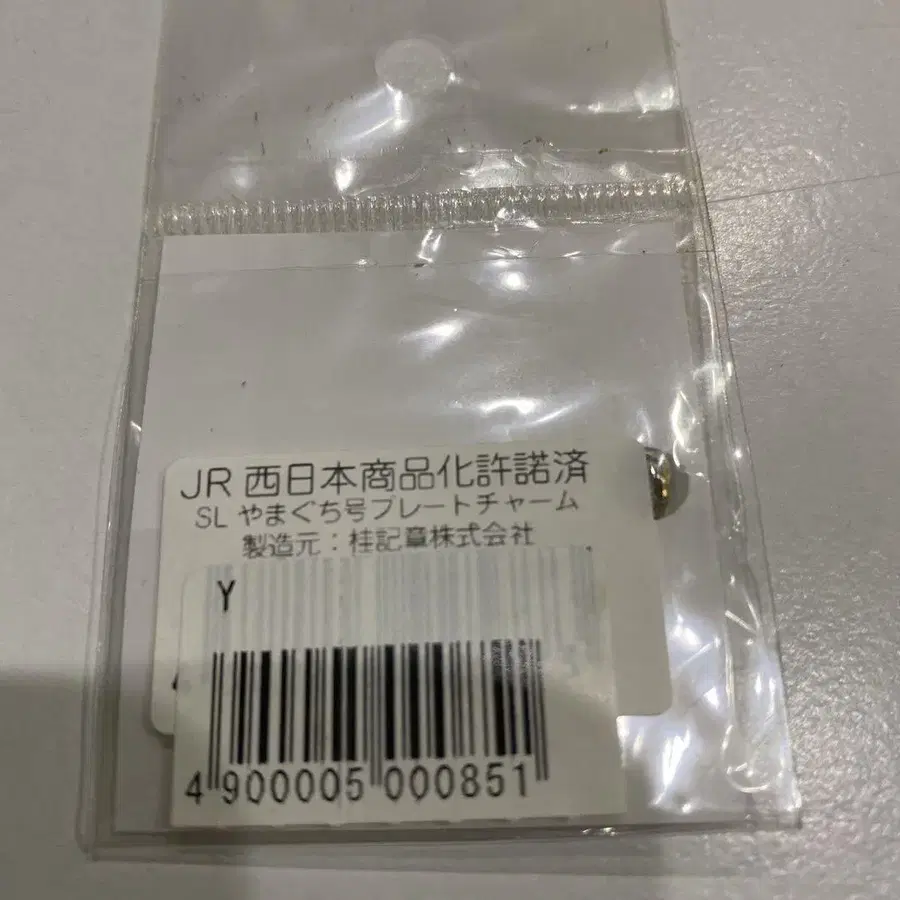 JR 西日本商品化許諾済
SL やまぐち号プレートチャーム
製造元：桂記章株式会社
Y
4 900005 000851